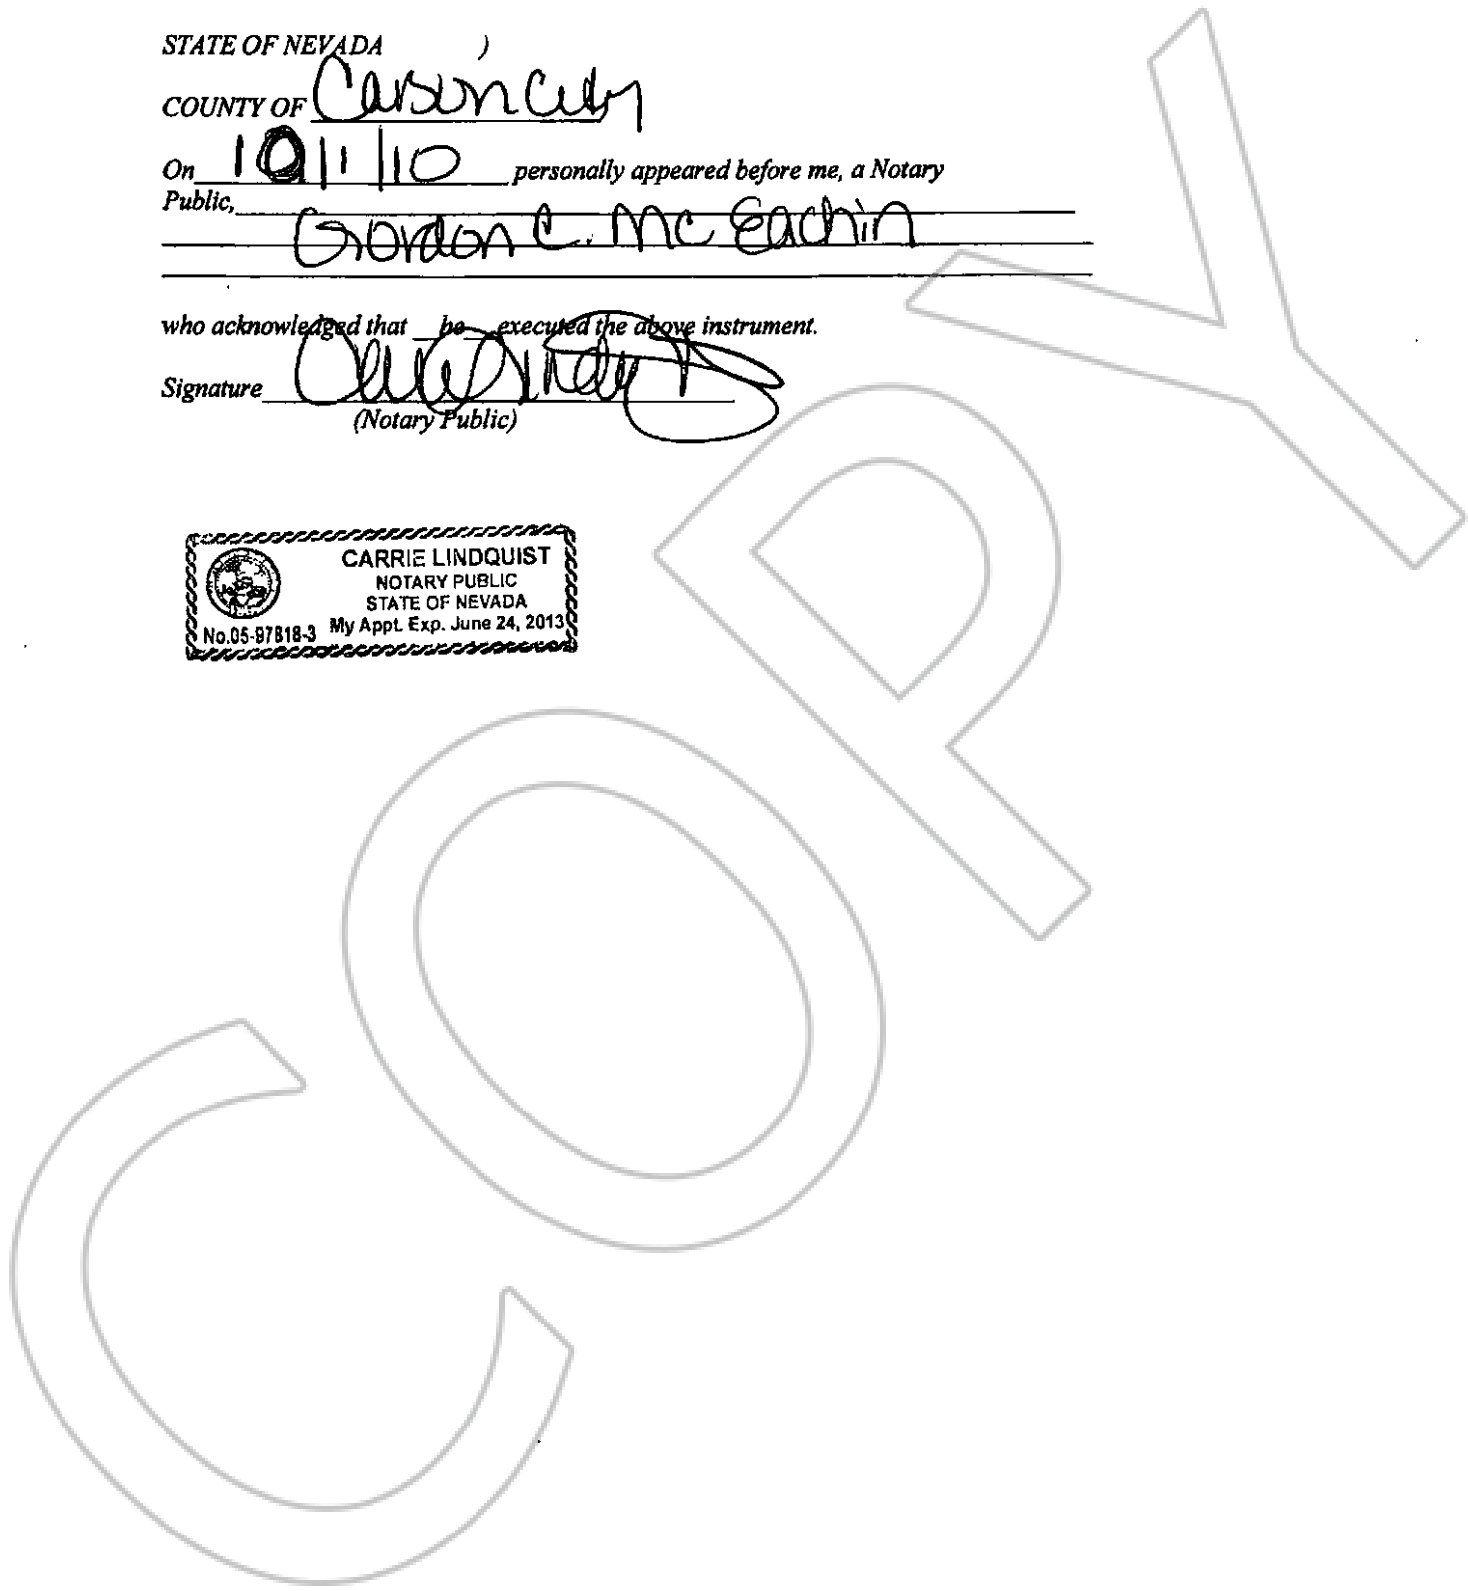 STATE OF NEVADA )
COUNTY OF Carson City
On 10/1/10 personally appeared before me, a Notary
Public,
Gordon C. Mc Eachin
who acknowledged that __he__ executed the above instrument.
Signature
(Notary Public)
CARRIE LINDQUIST
NOTARY PUBLIC
STATE OF NEVADA
No.05-97818-3 My Appt. Exp. June 24, 2013
COPY